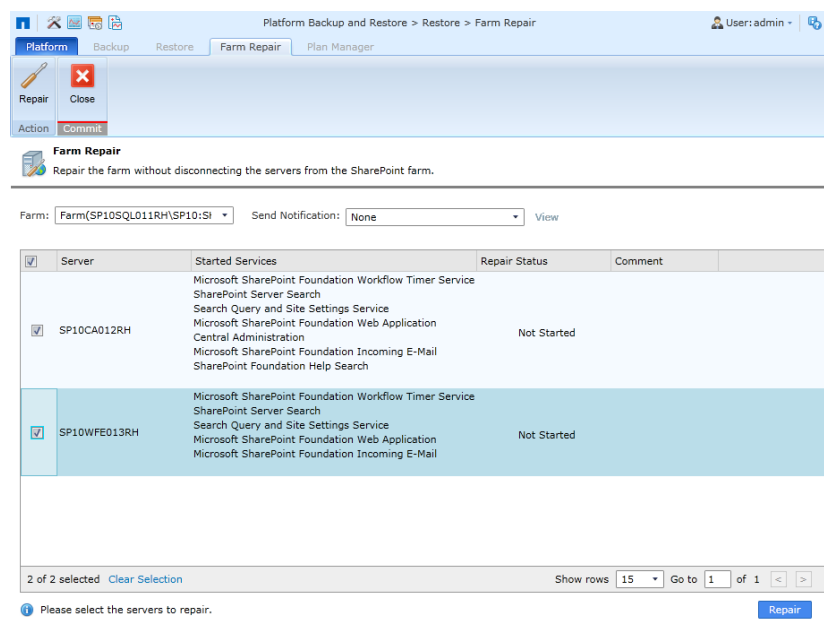 Platform Backup and Restore > Restore > Farm Repair
User: admin
Platform Backup Restore Farm Repair Plan Manager
Repair Close
Action Commit
Farm Repair
Repair the farm without disconnecting the servers from the SharePoint farm.
Farm: Farm(SP10SQL011RH\SP10:SI Send Notification: None View
Server Started Services Repair Status Comment
Microsoft SharePoint Foundation Workflow Timer Service
SharePoint Server Search
Search Query and Site Settings Service
SP10CA012RH Microsoft SharePoint Foundation Web Application Not Started
Central Administration
Microsoft SharePoint Foundation Incoming E-Mail
SharePoint Foundation Help Search
Microsoft SharePoint Foundation Workflow Timer Service
SharePoint Server Search
SP10WFE013RH Search Query and Site Settings Service Not Started
Microsoft SharePoint Foundation Web Application
Microsoft SharePoint Foundation Incoming E-Mail
2 of 2 selected Clear Selection Show rows 15 Go to 1 of 1 < >
Please select the servers to repair. Repair